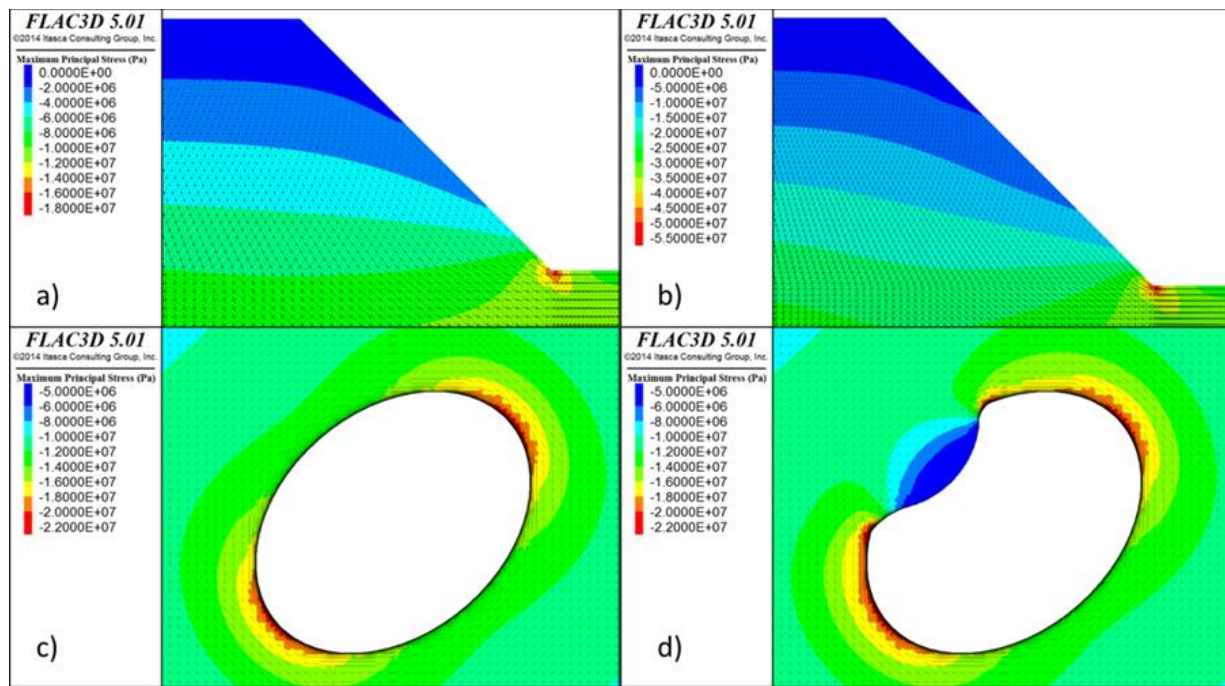 FLAC3D 5.01
©2014 Itasca Consulting Group, Inc.
Maximum Principal Stress (Pa)
0.0000E+00
-2.0000E+06
-4.0000E+06
-6.0000E+06
-8.0000E+06
-1.0000E+07
-1.2000E+07
-1.4000E+07
-1.6000E+07
-1.8000E+07
a)
FLAC3D 5.01
©2014 Itasca Consulting Group, Inc.
Maximum Principal Stress (Pa)
0.0000E+00
-5.0000E+06
-1.0000E+07
-1.5000E+07
-2.0000E+07
-2.5000E+07
-3.0000E+07
-3.5000E+07
-4.0000E+07
-4.5000E+07
-5.0000E+07
-5.5000E+07
b)
FLAC3D 5.01
©2014 Itasca Consulting Group, Inc.
Maximum Principal Stress (Pa)
-5.0000E+06
-6.0000E+06
-8.0000E+06
-1.0000E+07
-1.2000E+07
-1.4000E+07
-1.6000E+07
-1.8000E+07
-2.0000E+07
-2.2000E+07
c)
FLAC3D 5.01
©2014 Itasca Consulting Group, Inc.
Maximum Principal Stress (Pa)
-5.0000E+06
-6.0000E+06
-8.0000E+06
-1.0000E+07
-1.2000E+07
-1.4000E+07
-1.6000E+07
-1.8000E+07
-2.0000E+07
-2.2000E+07
d)